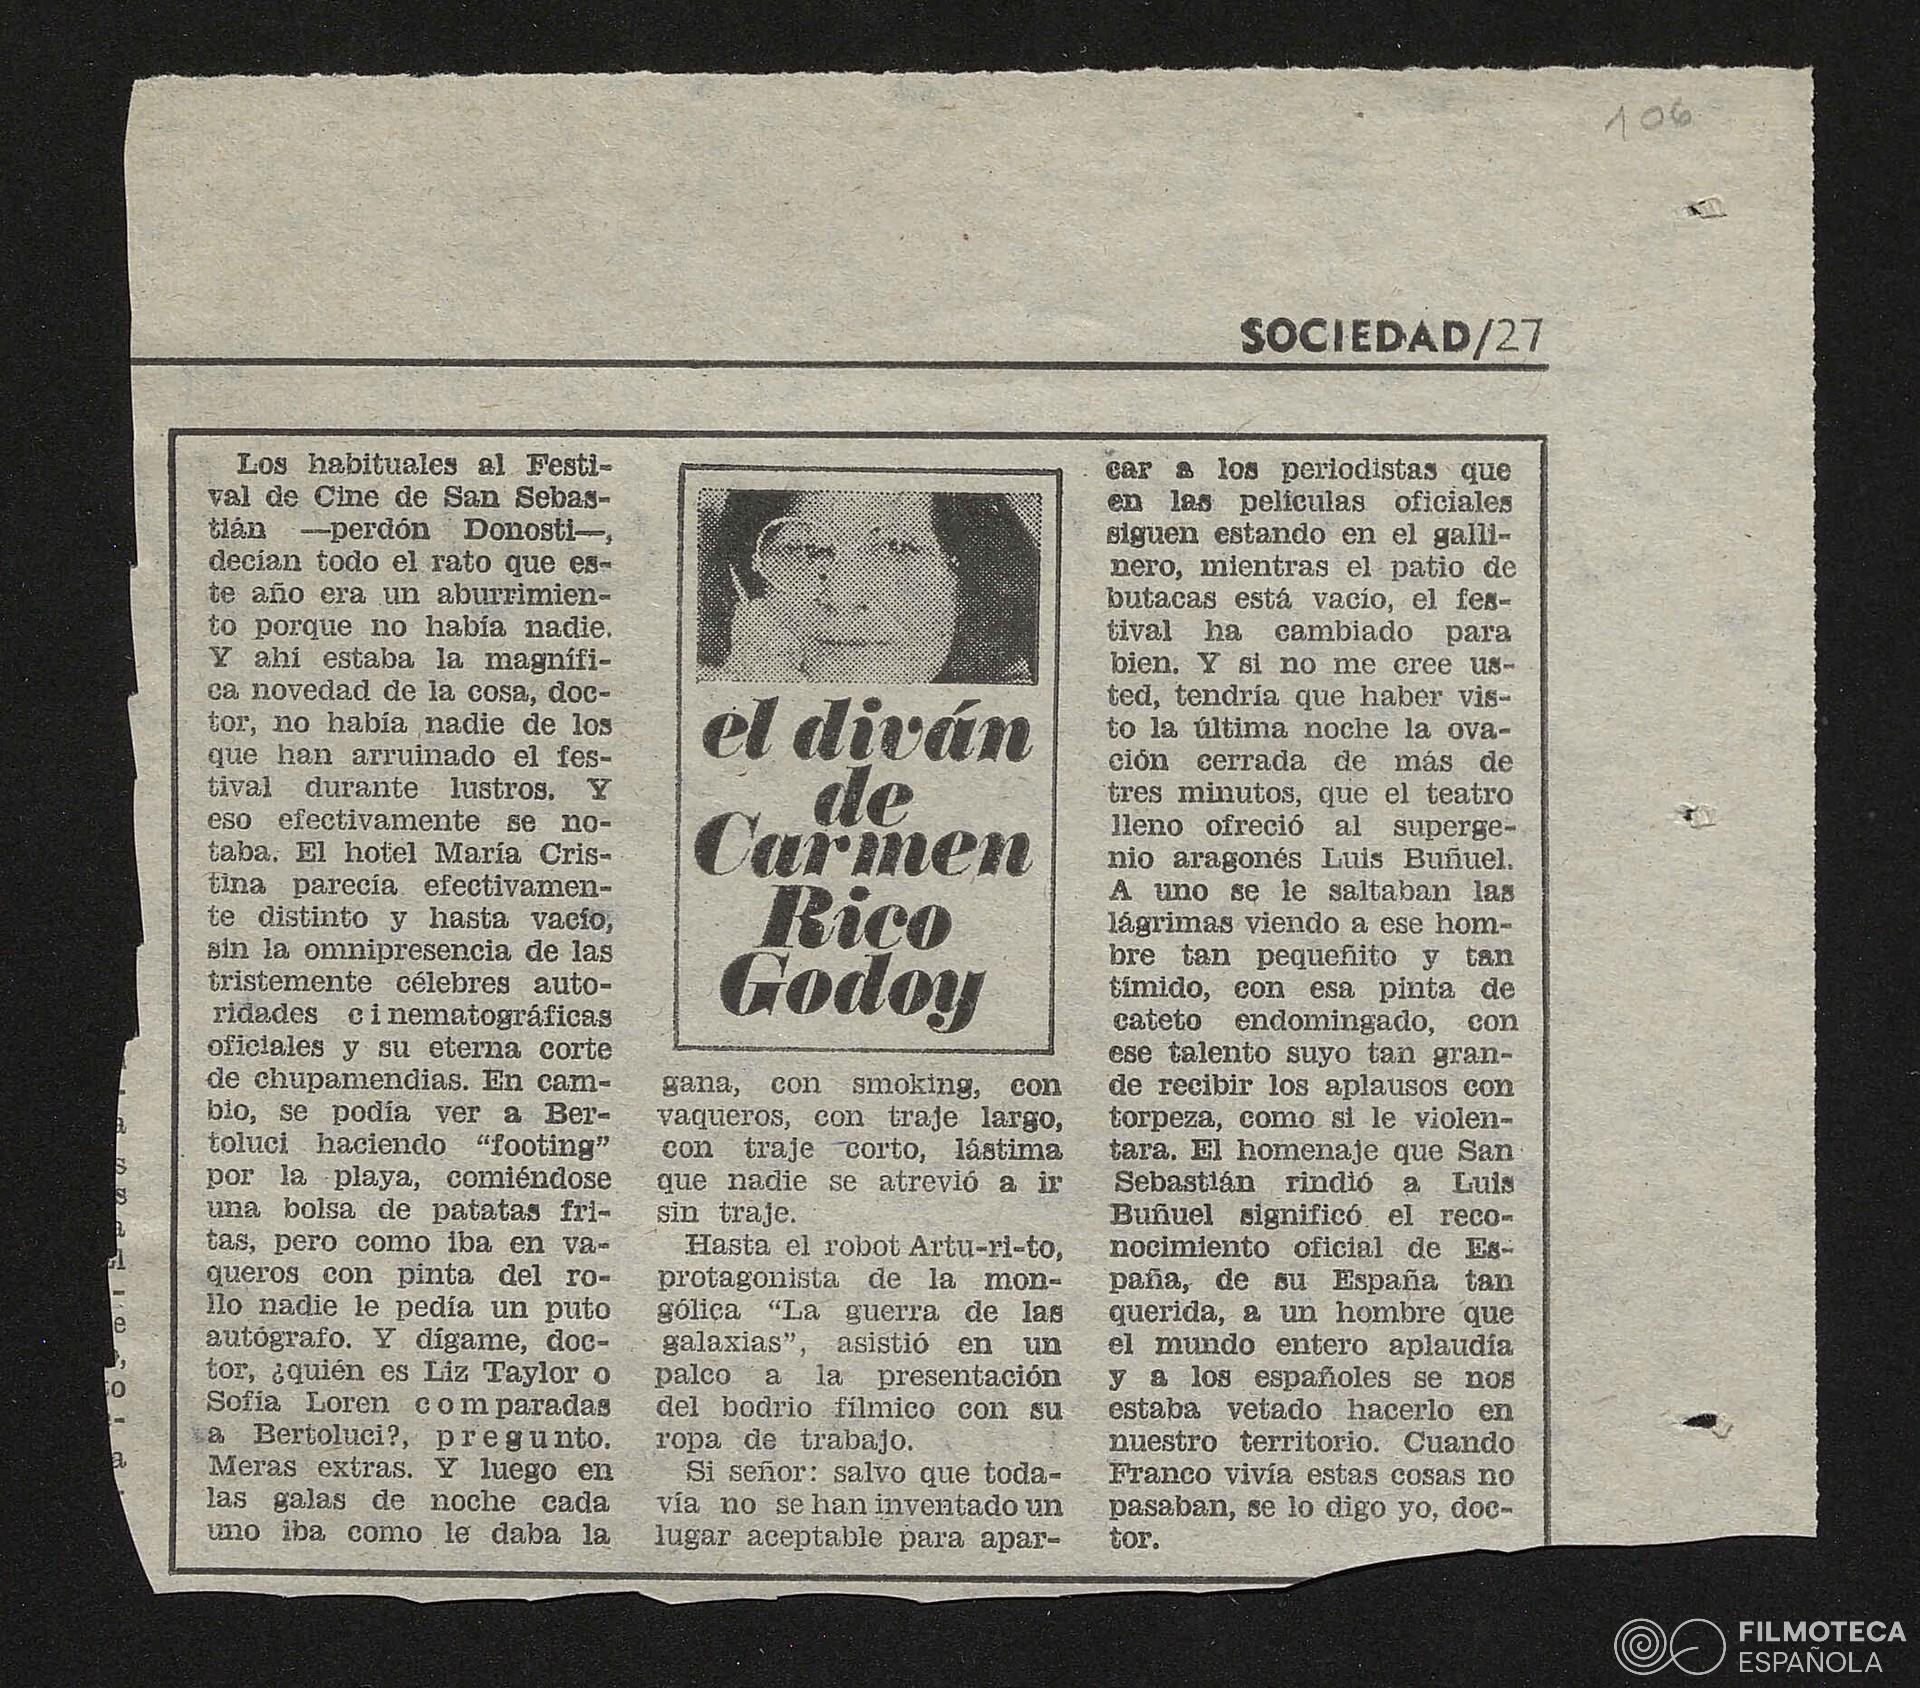 106
SOCIEDAD/27
Los habituales al Festi-
val de Cine de San Sebas-
tián —perdón Donosti—,
decían todo el rato que es-
te año era un aburrimien-
to porque no había nadie.
Y ahí estaba la magnífi-
ca novedad de la cosa, doc-
tor, no había nadie de los
que han arruinado el fes-
tival durante lustros. Y
eso efectivamente se no-
taba. El hotel María Cris-
tina parecía efectivamen-
te distinto y hasta vacío,
sin la omnipresencia de las
tristemente célebres auto-
ridades cinematográficas
oficiales y su eterna corte
de chupamendias. En cam-
bio, se podía ver a Ber-
toluci haciendo “footing”
por la playa, comiéndose
una bolsa de patatas fri-
tas, pero como iba en va-
queros con pinta del ro-
llo nadie le pedía un puto
autógrafo. Y dígame, doc-
tor, ¿quién es Liz Taylor o
Sofía Loren comparadas
a Bertoluci?, pregunto.
Meras extras. Y luego en
las galas de noche cada
uno iba como le daba la
el diván
de
Carmen
Rico
Godoy
gana, con smoking, con
vaqueros, con traje largo,
con traje corto, lástima
que nadie se atrevió a ir
sin traje.
Hasta el robot Artu-ri-to,
protagonista de la mon-
gólica “La guerra de las
galaxias”, asistió en un
palco a la presentación
del bodrio fílmico con su
ropa de trabajo.
Si señor: salvo que toda-
vía no se han inventado un
lugar aceptable para apar-
car a los periodistas que
en las películas oficiales
siguen estando en el galli-
nero, mientras el patio de
butacas está vacío, el fes-
tival ha cambiado para
bien. Y si no me cree us-
ted, tendría que haber vis-
to la última noche la ova-
ción cerrada de más de
tres minutos, que el teatro
lleno ofreció al superge-
nio aragonés Luis Buñuel.
A uno se le saltaban las
lágrimas viendo a ese hom-
bre tan pequeñito y tan
tímido, con esa pinta de
cateto endomingado, con
ese talento suyo tan gran-
de recibir los aplausos con
torpeza, como si le violen-
tara. El homenaje que San
Sebastián rindió a Luis
Buñuel significó el reco-
nocimiento oficial de Es-
paña, de su España tan
querida, a un hombre que
el mundo entero aplaudía
y a los españoles se nos
estaba vetado hacerlo en
nuestro territorio. Cuando
Franco vivía estas cosas no
pasaban, se lo digo yo, doc-
tor.
FILMOTECA
ESPAÑOLA